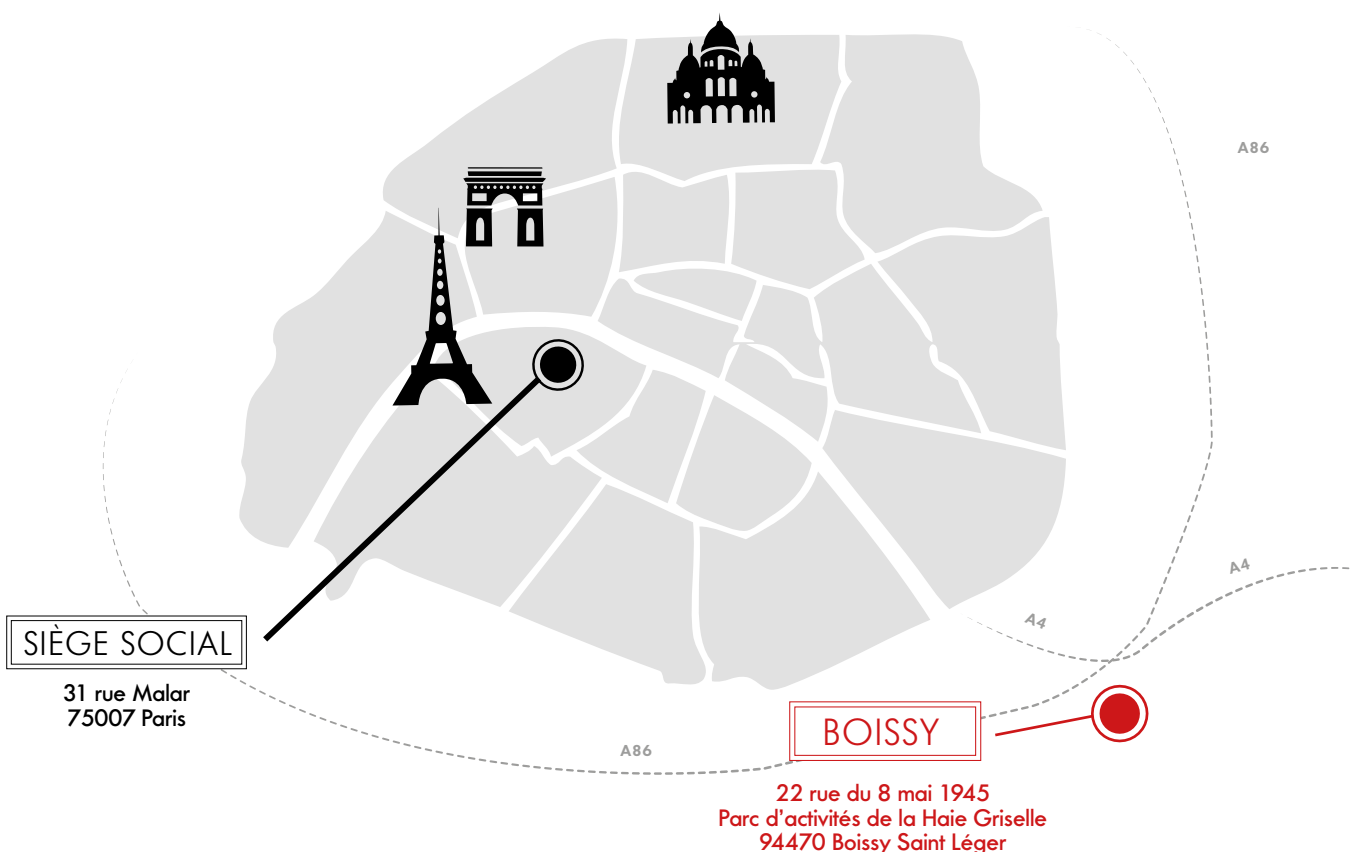 A86
A4
A4
SIÈGE SOCIAL
31 rue Malar
75007 Paris
A86
BOISSY
22 rue du 8 mai 1945
Parc d’activités de la Haie Griselle
94470 Boissy Saint Léger